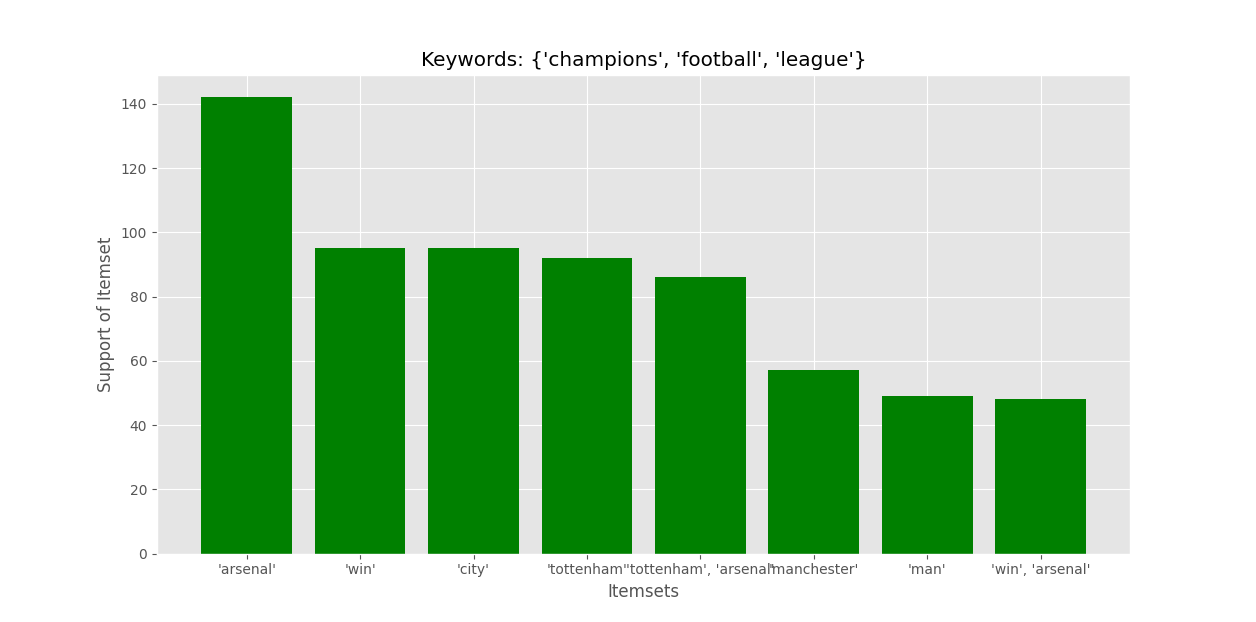 Keywords: {'champions', 'football', 'league'}
140
120
100
80
60
40
20
0
Support of Itemset
'arsenal' 'win' 'city' 'tottenham' 'tottenham', 'arsenal' 'manchester' 'man' 'win', 'arsenal'
Itemsets